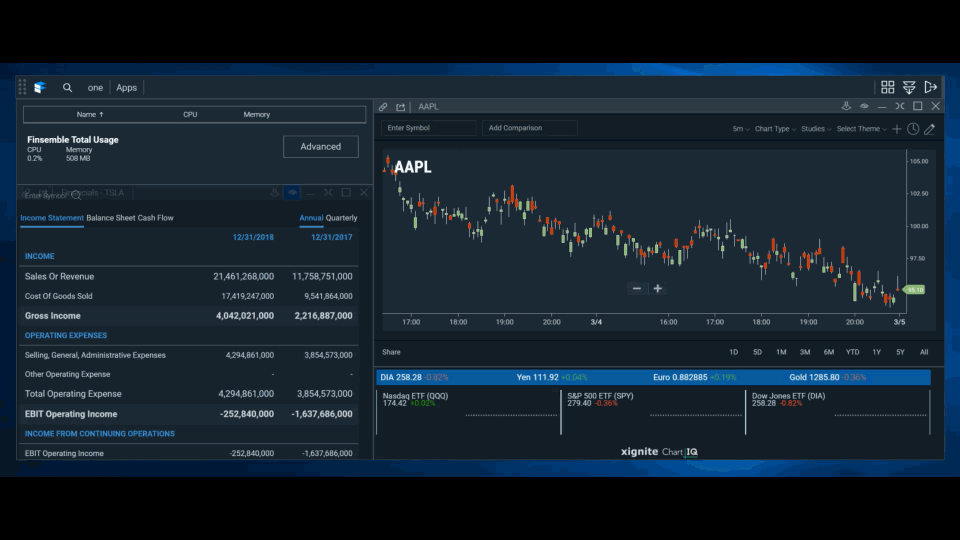 one Apps
Name ↑ CPU Memory
Finsemble Total Usage
CPU Memory
0.2% 508 MB
Advanced
Enter Symbol
Financials - TSLA
Income Statement Balance Sheet Cash Flow Annual Quarterly
12/31/2018 12/31/2017
INCOME
Sales Or Revenue 21,461,268,000 11,758,751,000
Cost Of Goods Sold 17,419,247,000 9,541,864,000
Gross Income 4,042,021,000 2,216,887,000
OPERATING EXPENSES
Selling, General, Administrative Expenses 4,294,861,000 3,854,573,000
Other Operating Expense - -
Total Operating Expense 4,294,861,000 3,854,573,000
EBIT Operating Income -252,840,000 -1,637,686,000
INCOME FROM CONTINUING OPERATIONS
EBIT Operating Income -252,840,000 -1,637,686,000
AAPL
Enter Symbol Add Comparison 5m Chart Type Studies Select Theme
AAPL
105.00
102.50
100.00
97.50
95.10
17:00 18:00 19:00 20:00 3/4 16:00 17:00 18:00 19:00 20:00 3/5
Share 1D 5D 1M 3M 6M YTD 1Y 5Y All
DIA 258.28 -0.82% Yen 111.92 +0.04% Euro 0.882885 +0.19% Gold 1285.80 -0.36%
Nasdaq ETF (QQQ) S&P 500 ETF (SPY) Dow Jones ETF (DIA)
174.42 +0.02% 279.40 -0.36% 258.28 -0.82%
xignite Chart IQ